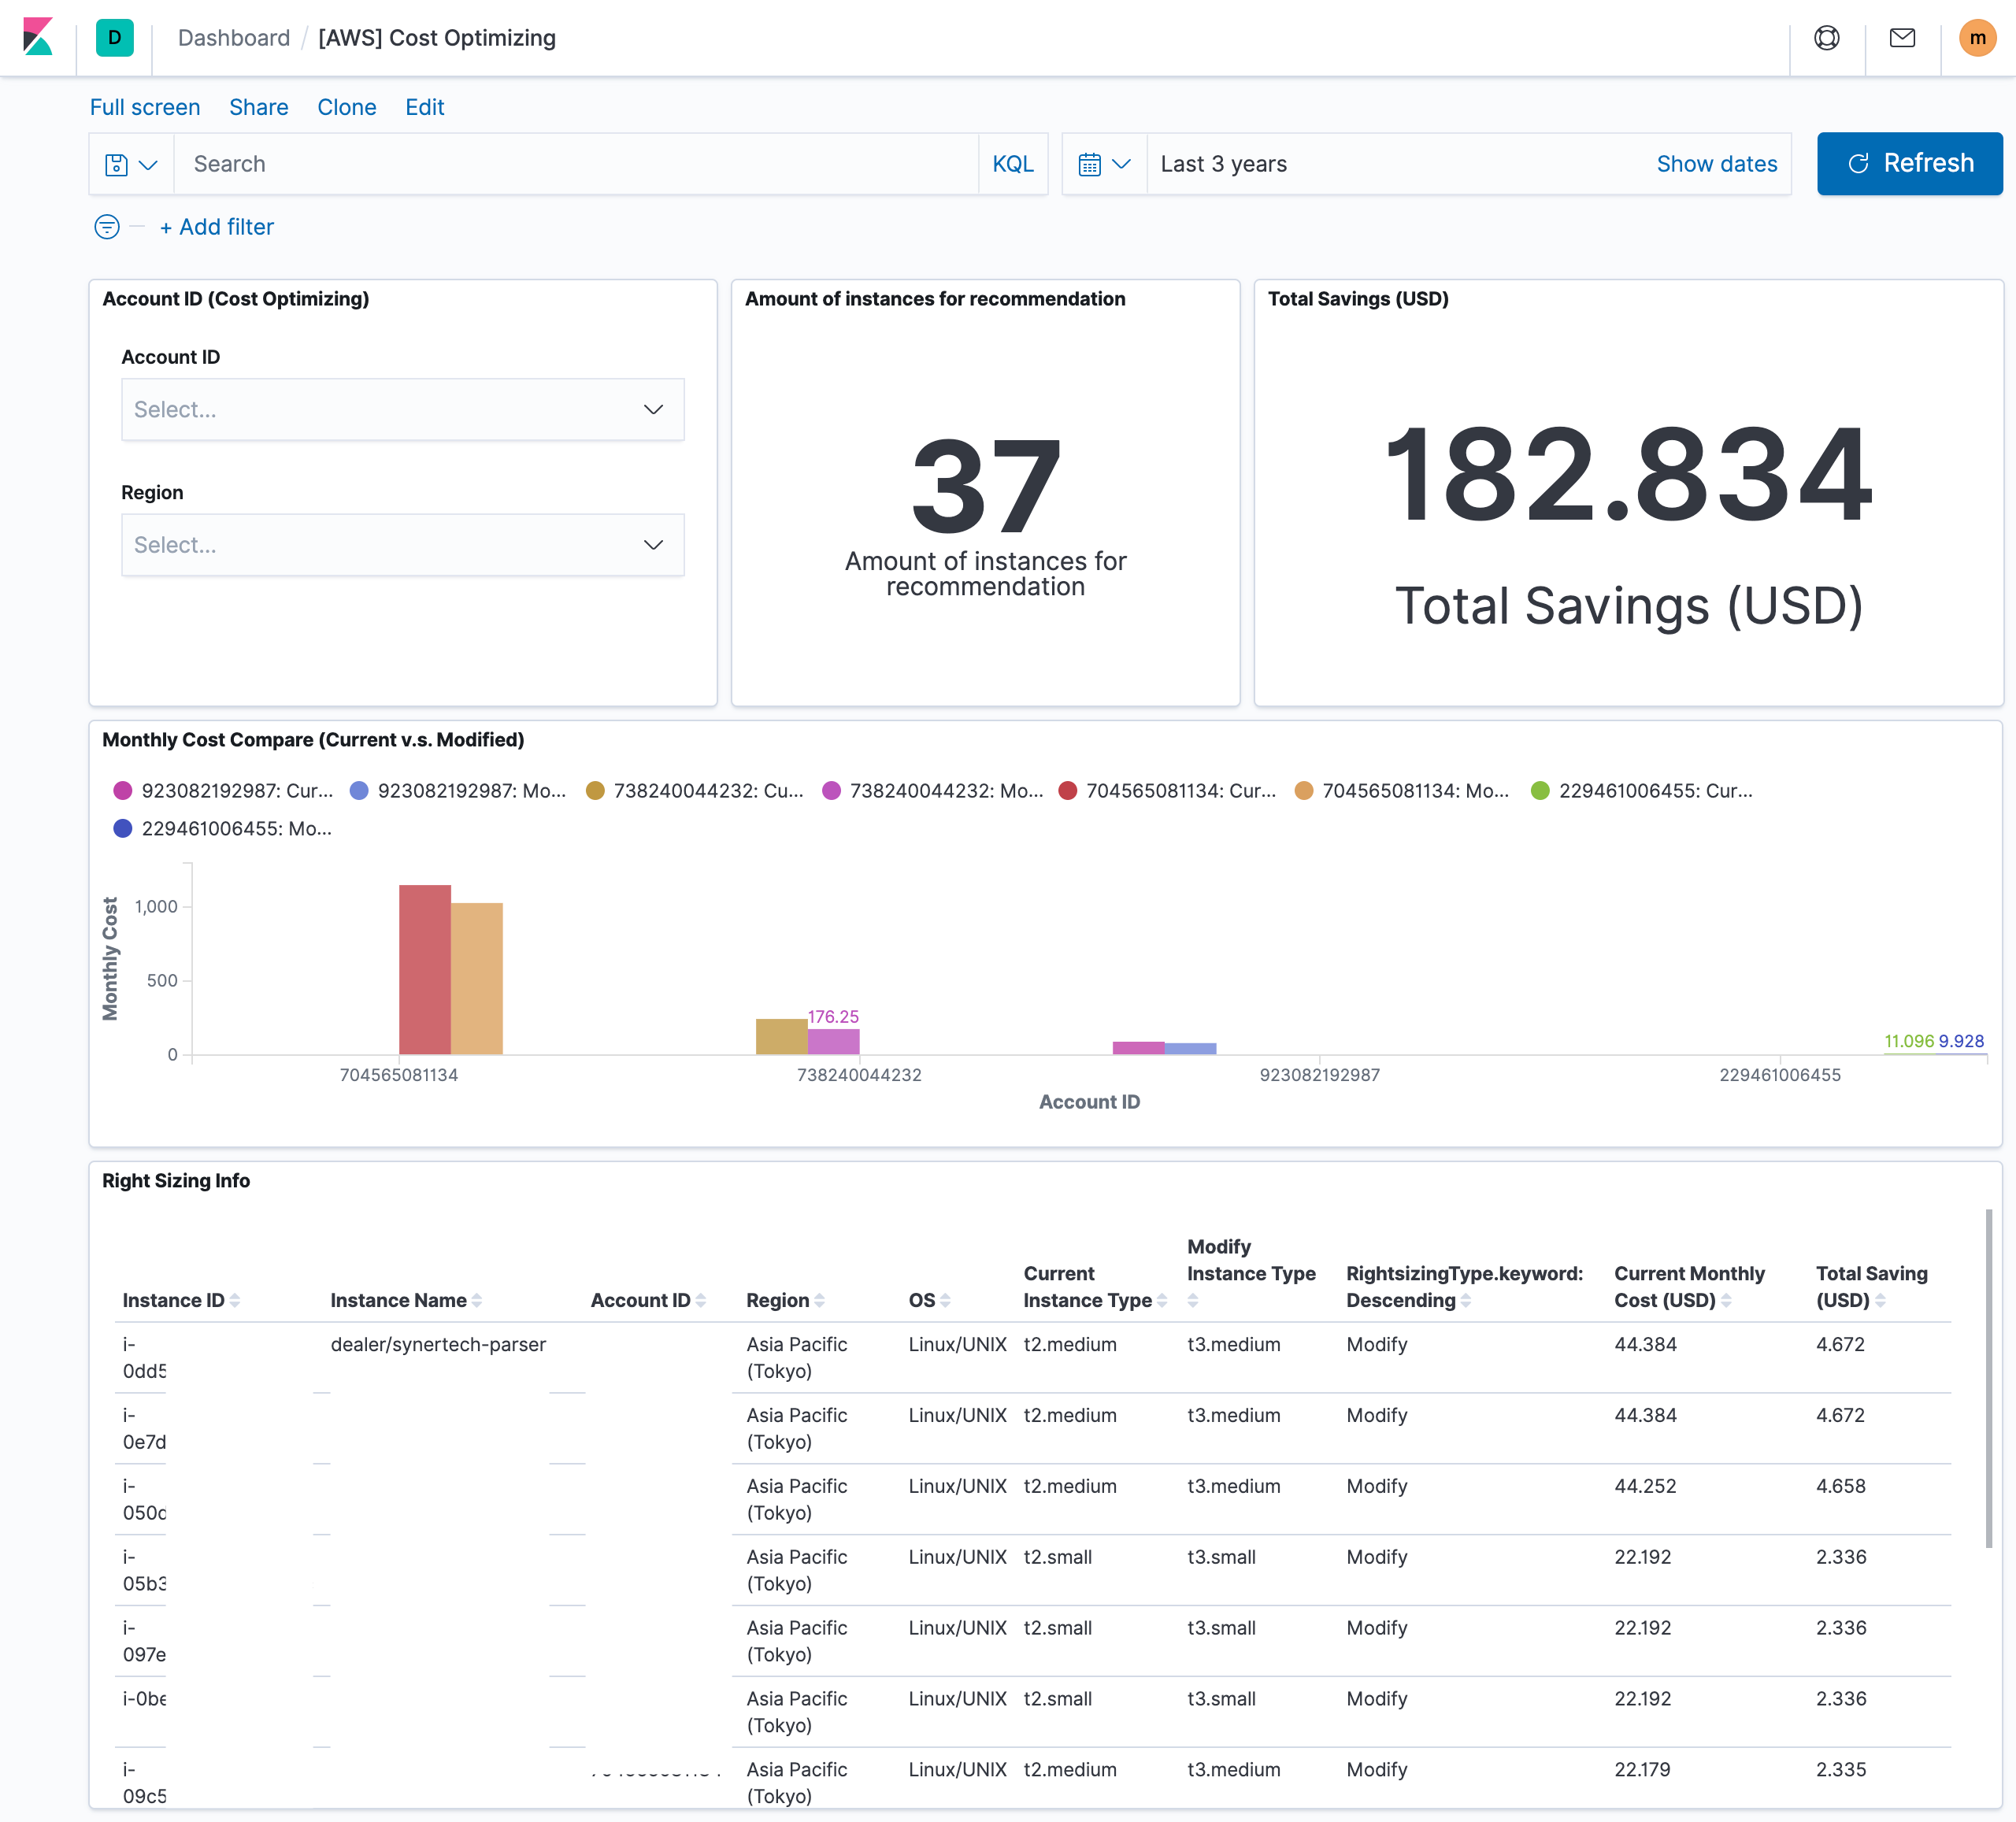 D Dashboard / [AWS] Cost Optimizing m
Full screen Share Clone Edit
Search KQL Last 3 years Show dates Refresh
+ Add filter
Account ID (Cost Optimizing)
Account ID
Select...
Region
Select...
Amount of instances for recommendation
37
Amount of instances for
recommendation
Total Savings (USD)
182.834
Total Savings (USD)
Monthly Cost Compare (Current v.s. Modified)
923082192987: Cur... 923082192987: Mo... 738240044232: Cu... 738240044232: Mo... 704565081134: Cur... 704565081134: Mo... 229461006455: Cur...
229461006455: Mo...
Monthly Cost
1,000
500
0
176.25
11.096 9.928
704565081134 738240044232 923082192987 229461006455
Account ID
Right Sizing Info
Instance ID Instance Name Account ID Region OS Current Instance Type Modify Instance Type RightsizingType.keyword: Descending Current Monthly Cost (USD) Total Saving (USD)
i- dealer/synertech-parser Asia Pacific Linux/UNIX t2.medium t3.medium Modify 44.384 4.672
0dd5 (Tokyo)
i- Asia Pacific Linux/UNIX t2.medium t3.medium Modify 44.384 4.672
0e7d (Tokyo)
i- Asia Pacific Linux/UNIX t2.medium t3.medium Modify 44.252 4.658
050c (Tokyo)
i- Asia Pacific Linux/UNIX t2.small t3.small Modify 22.192 2.336
05b3 (Tokyo)
i- Asia Pacific Linux/UNIX t2.small t3.small Modify 22.192 2.336
097e (Tokyo)
i-0be Asia Pacific Linux/UNIX t2.small t3.small Modify 22.192 2.336
(Tokyo)
i- Asia Pacific Linux/UNIX t2.medium t3.medium Modify 22.179 2.335
09c5 (Tokyo)